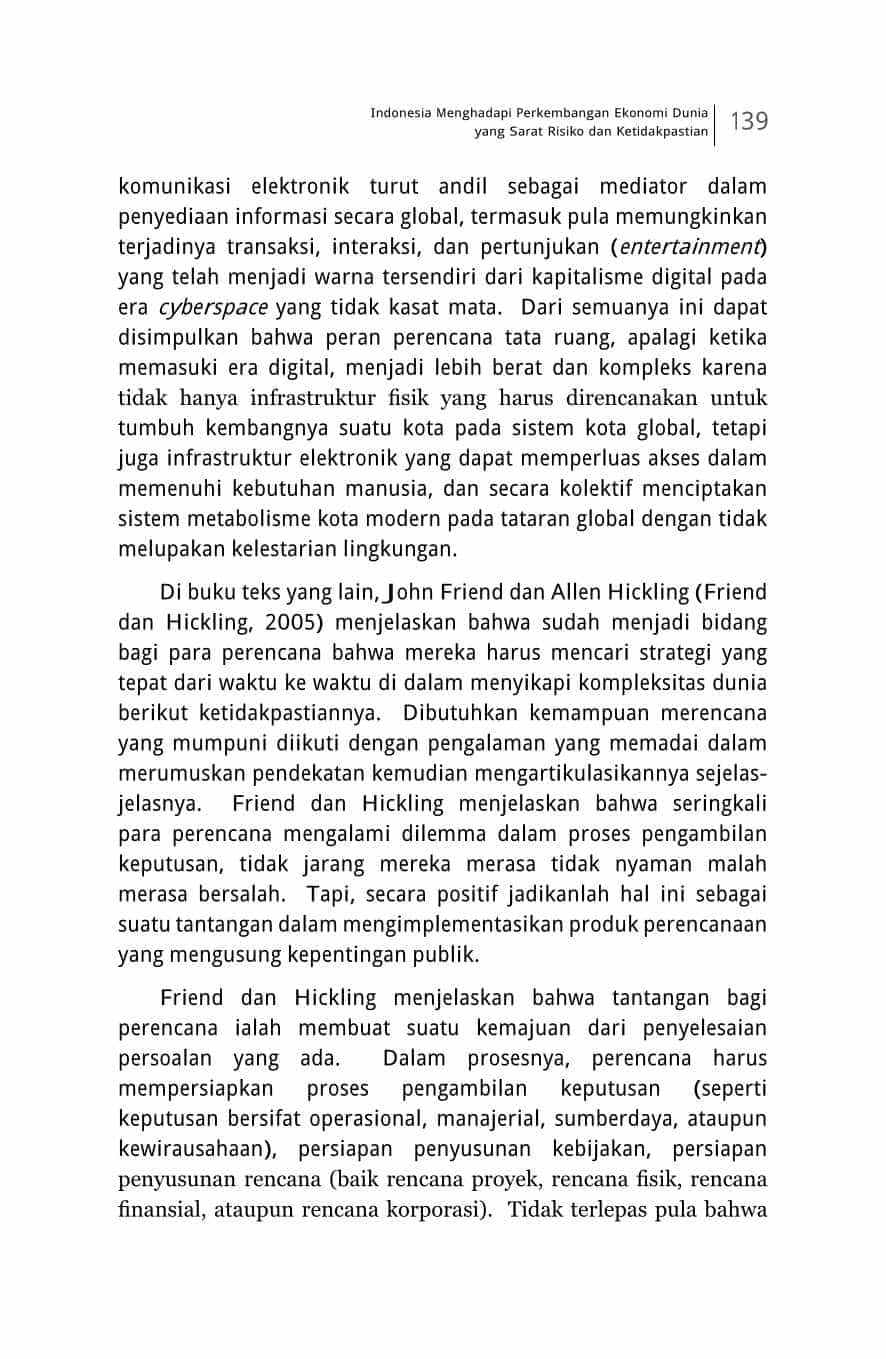 Indonesia Menghadapi Perkembangan Ekonomi Dunia
yang Sarat Risiko dan Ketidakpastian
139
komunikasi elektronik turut andil sebagai mediator dalam
penyediaan informasi secara global, termasuk pula memungkinkan
terjadinya transaksi, interaksi, dan pertunjukan (entertainment)
yang telah menjadi warna tersendiri dari kapitalisme digital pada
era cyberspace yang tidak kasat mata. Dari semuanya ini dapat
disimpulkan bahwa peran perencana tata ruang, apalagi ketika
memasuki era digital, menjadi lebih berat dan kompleks karena
tidak hanya infrastruktur fisik yang harus direncanakan untuk
tumbuh kembangnya suatu kota pada sistem kota global, tetapi
juga infrastruktur elektronik yang dapat memperluas akses dalam
memenuhi kebutuhan manusia, dan secara kolektif menciptakan
sistem metabolisme kota modern pada tataran global dengan tidak
melupakan kelestarian lingkungan.
Di buku teks yang lain, John Friend dan Allen Hickling (Friend
dan Hickling, 2005) menjelaskan bahwa sudah menjadi bidang
bagi para perencana bahwa mereka harus mencari strategi yang
tepat dari waktu ke waktu di dalam menyikapi kompleksitas dunia
berikut ketidakpastiannya. Dibutuhkan kemampuan merencana
yang mumpuni diikuti dengan pengalaman yang memadai dalam
merumuskan pendekatan kemudian mengartikulasikannya sejelas-
jelasnya. Friend dan Hickling menjelaskan bahwa seringkali
para perencana mengalami dilemma dalam proses pengambilan
keputusan, tidak jarang mereka merasa tidak nyaman malah
merasa bersalah. Tapi, secara positif jadikanlah hal ini sebagai
suatu tantangan dalam mengimplementasikan produk perencanaan
yang mengusung kepentingan publik.
Friend dan Hickling menjelaskan bahwa tantangan bagi
perencana ialah membuat suatu kemajuan dari penyelesaian
persoalan yang ada. Dalam prosesnya, perencana harus
mempersiapkan proses pengambilan keputusan (seperti
keputusan bersifat operasional, manajerial, sumberdaya, ataupun
kewirausahaan), persiapan penyusunan kebijakan, persiapan
penyusunan rencana (baik rencana proyek, rencana fisik, rencana
finansial, ataupun rencana korporasi). Tidak terlepas pula bahwa